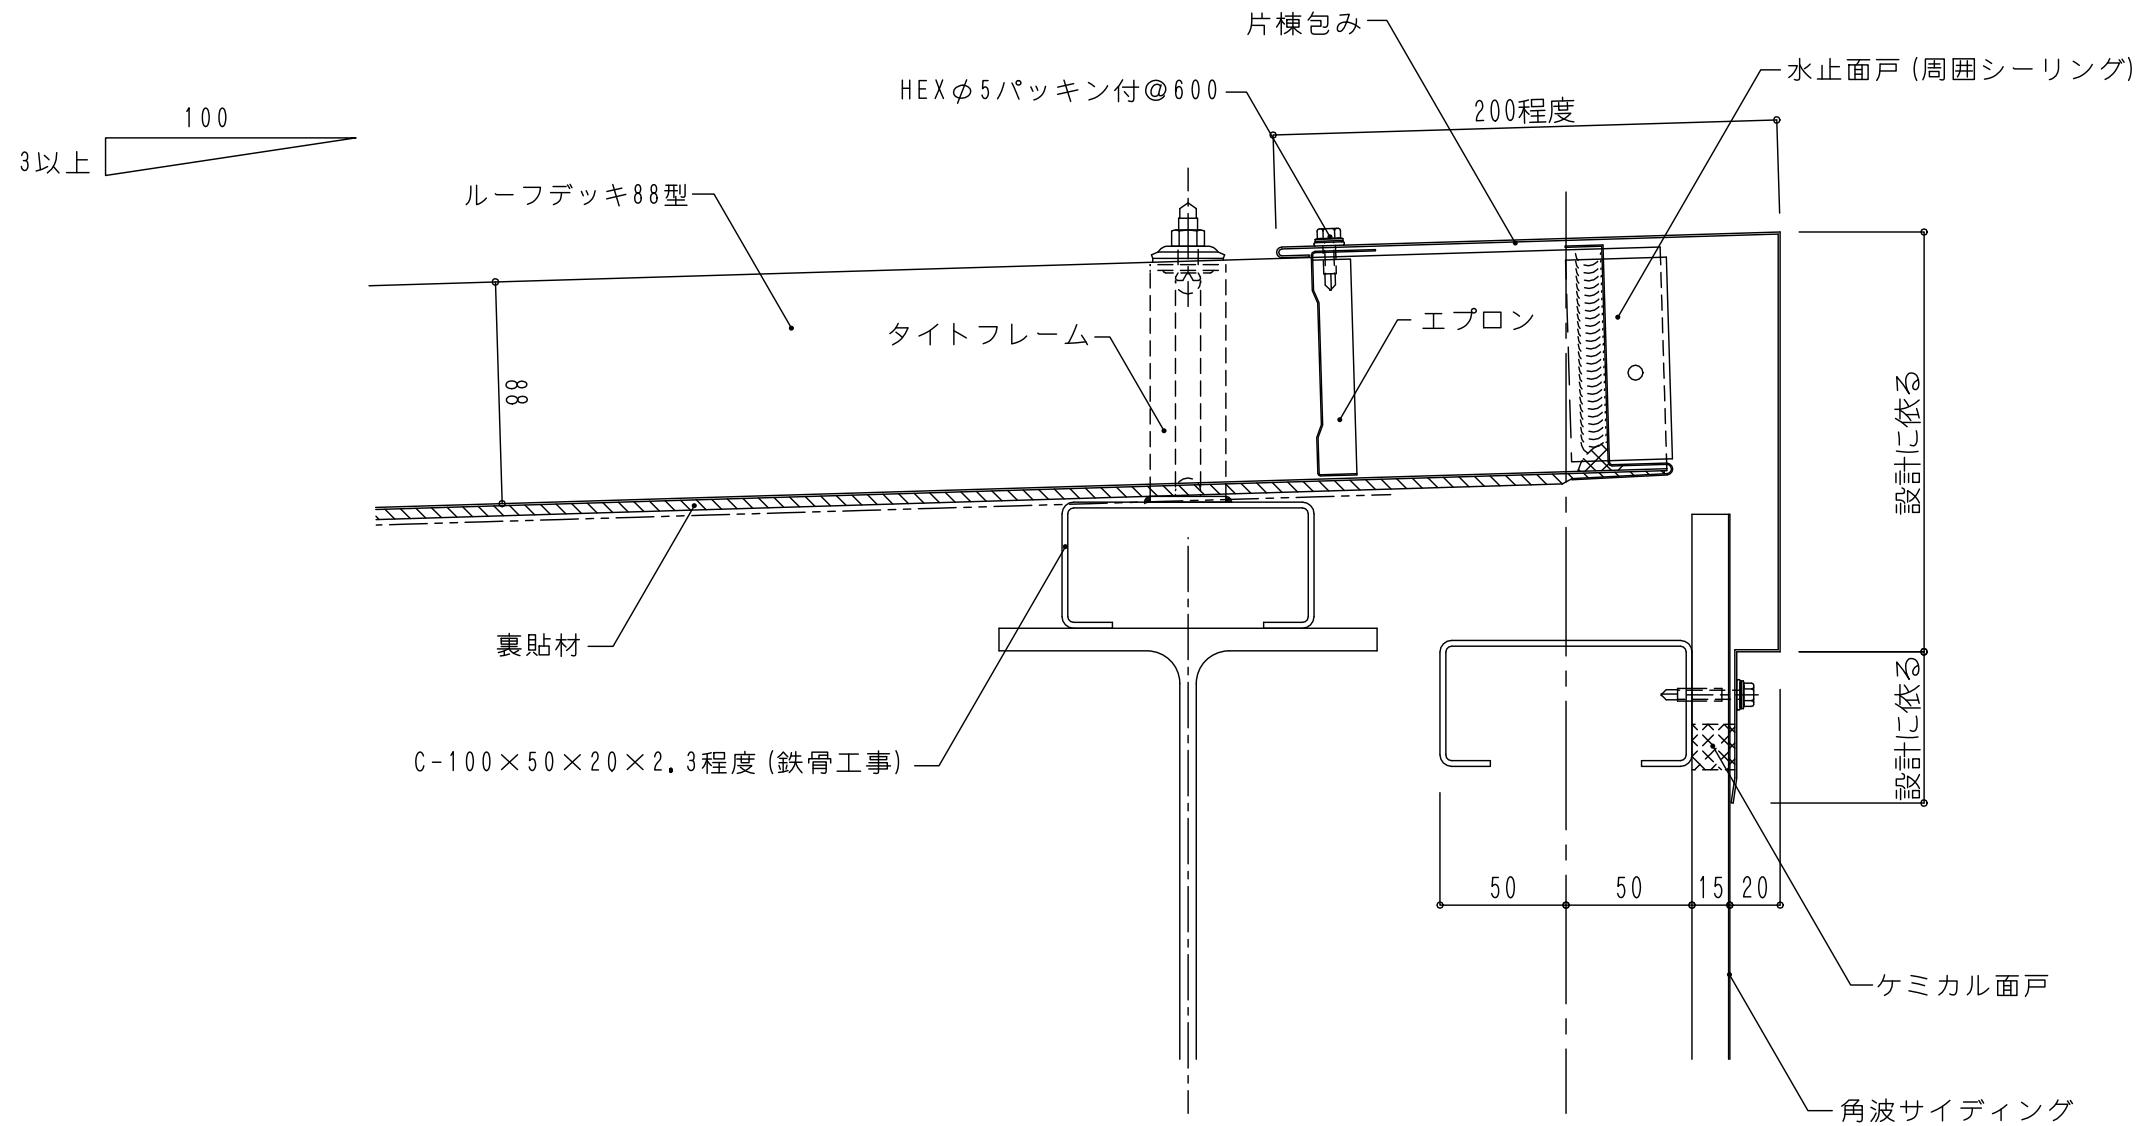 片棟包み
水止面戸(周囲シーリング)
HEXφ5パッキン付@600
200程度
100
3以上
ルーフデッキ88型
タイトフレーム
エプロン
88
設計に依る
裏貼材
設計に依る
C-100×50×20×2.3程度(鉄骨工事)
50
50
15
20
ケミカル面戸
角波サイディング